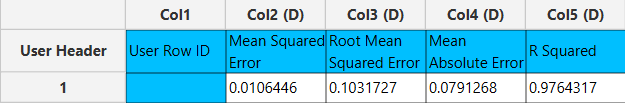 Col1 Col2 (D) Col3 (D) Col4 (D) Col5 (D)
User Header User Row ID Mean Squared Error Root Mean Squared Error Mean Absolute Error R Squared
1 0.0106446 0.1031727 0.0791268 0.9764317